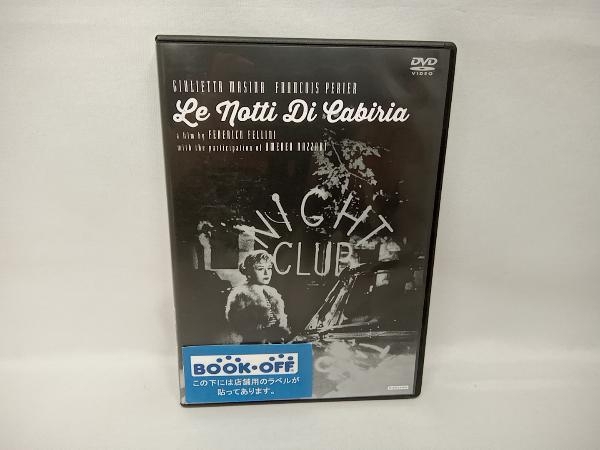 DVD
VIDEO
GIULIETTA MASINA FRANCOIS PERIER
Le Notti Di Cabiria
a film by FEDERICO FELLINI
with the participation of AMEDEO NAZZARI
NIGHT
CLUB
BOOK·OFF
この下には店舗用のラベルが
貼ってあります。